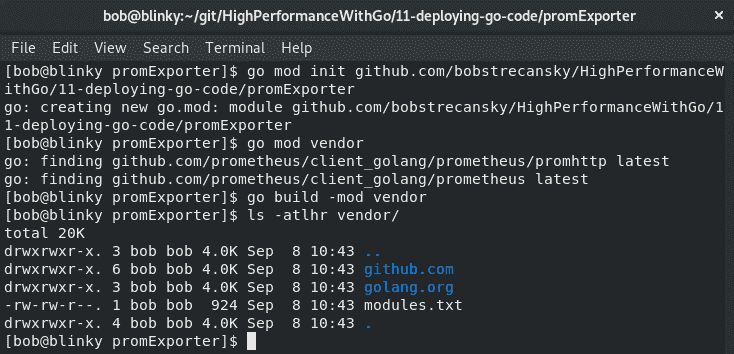 bob@blinky:~/git/HighPerformanceWithGo/11-deploying-go-code/promExporter ×
File Edit View Search Terminal Help
[bob@blinky promExporter]$ go mod init github.com/bobstrecansky/HighPerformanceW
ithGo/11-deploying-go-code/promExporter
go: creating new go.mod: module github.com/bobstrecansky/HighPerformanceWithGo/1
1-deploying-go-code/promExporter
[bob@blinky promExporter]$ go mod vendor
go: finding github.com/prometheus/client_golang/prometheus/promhttp latest
go: finding github.com/prometheus/client_golang/prometheus latest
[bob@blinky promExporter]$ go build -mod vendor
[bob@blinky promExporter]$ ls -atlhr vendor/
total 20K
drwxrwxr-x. 3 bob bob 4.0K Sep  8 10:43 ..
drwxrwxr-x. 6 bob bob 4.0K Sep  8 10:43 github.com
drwxrwxr-x. 3 bob bob 4.0K Sep  8 10:43 golang.org
-rw-rw-r--. 1 bob bob  924 Sep  8 10:43 modules.txt
drwxrwxr-x. 4 bob bob 4.0K Sep  8 10:43 .
[bob@blinky promExporter]$